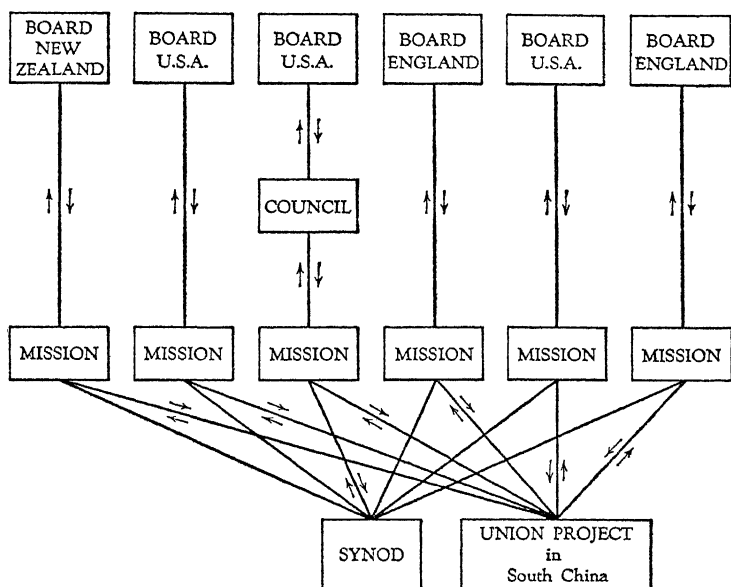 BOARD
NEW
ZEALAND
BOARD
U.S.A.
BOARD
U.S.A.
BOARD
ENGLAND
BOARD
U.S.A.
BOARD
ENGLAND
COUNCIL
MISSION
MISSION
MISSION
MISSION
MISSION
MISSION
SYNOD
UNION PROJECT
in
South China